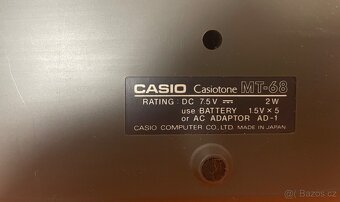 CASIO Casiotone MT-68
RATING: DC 7.5V ⎓ 2W
use BATTERY 1.5V×5
or AC ADAPTOR AD-1
CASIO COMPUTER CO.,LTD. MADE IN JAPAN
Bazos.cz